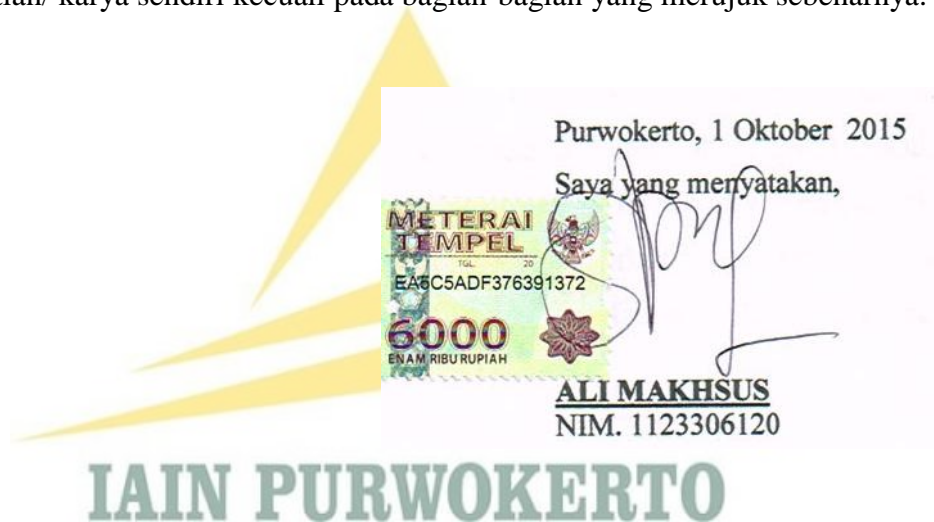 karya sendiri kecuali pada bagian-bagian yang merujuk sebenarnya.
Purwokerto, 1 Oktober 2015
Saya yang menyatakan,
METERAI
TEMPEL
TGL. 20
EA6C5ADF376391372
6000
ENAM RIBU RUPIAH
ALI MAKHSUS
NIM. 1123306120
IAIN PURWOKERTO